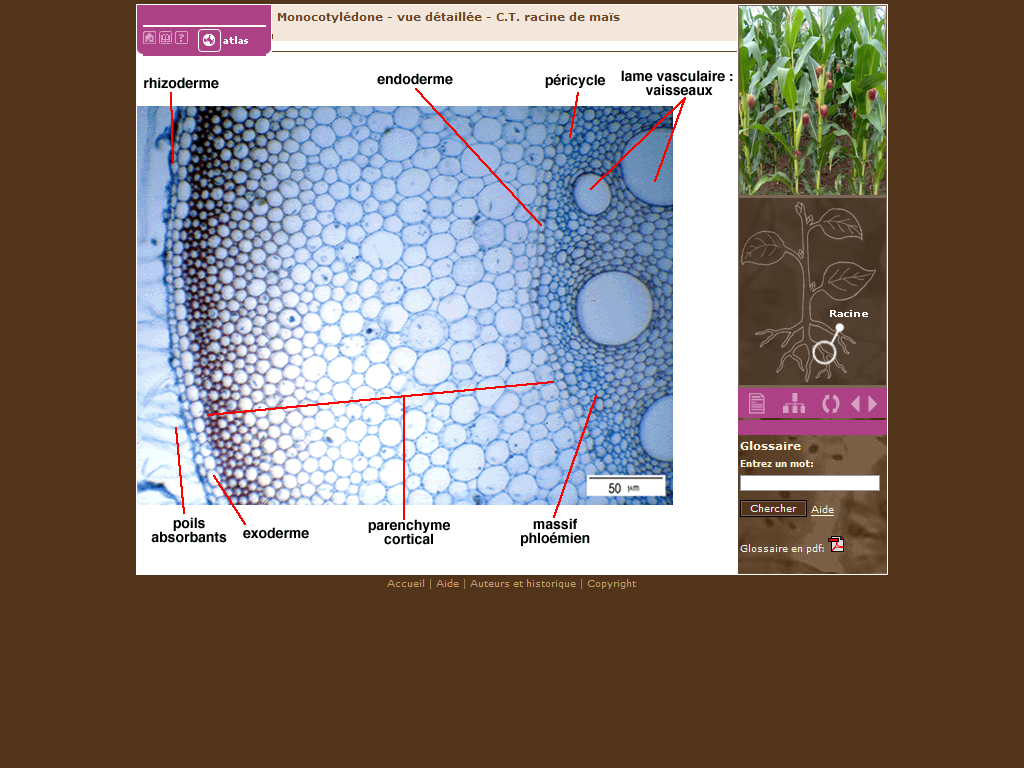 Monocotylédone - vue détaillée - C.T. racine de maïs
?
atlas
rhizoderme
endoderme
péricycle
lame vasculaire :
vaisseaux
50 µm
poils
absorbants
exoderme
parenchyme
cortical
massif
phloémien
Racine
Glossaire
Entrez un mot:
Chercher
Aide
Glossaire en pdf:
Accueil | Aide | Auteurs et historique | Copyright